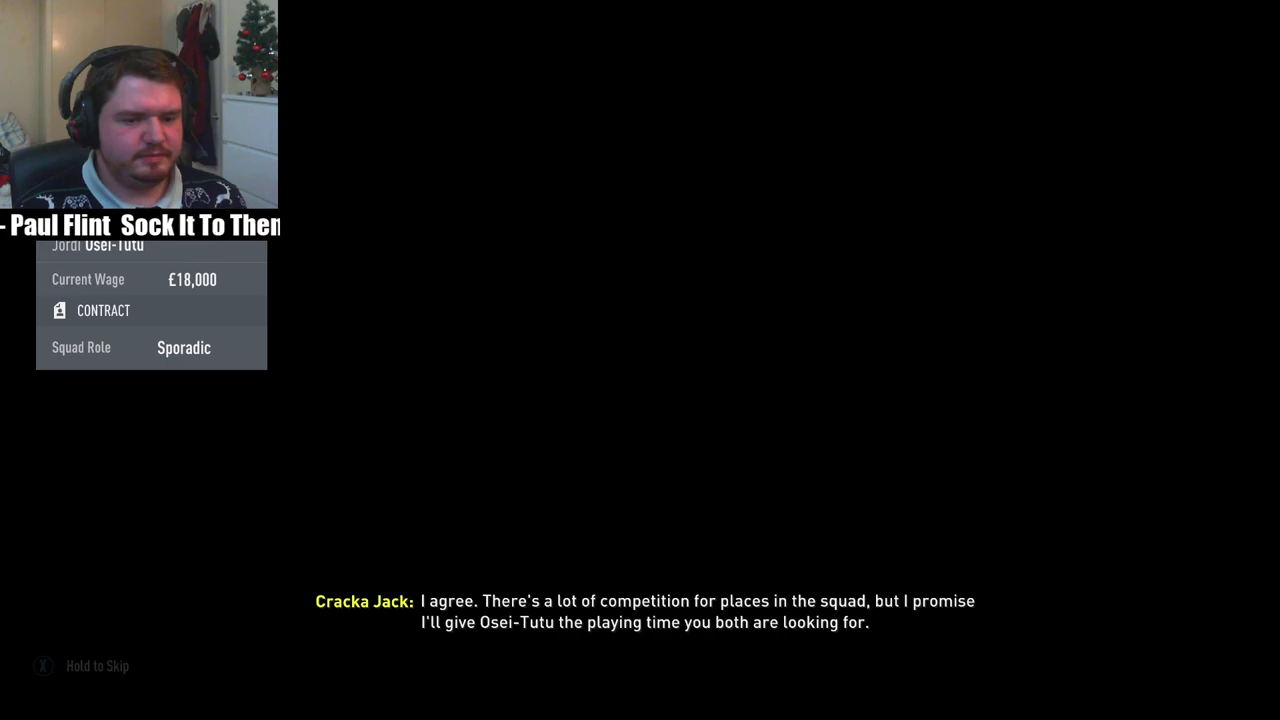 - Paul Flint Sock It To Them
Jordi Osei-Tutu
Current Wage £18,000
CONTRACT
Squad Role Sporadic
Cracka Jack: I agree. There's a lot of competition for places in the squad, but I promise
I'll give Osei-Tutu the playing time you both are looking for.
X Hold to Skip